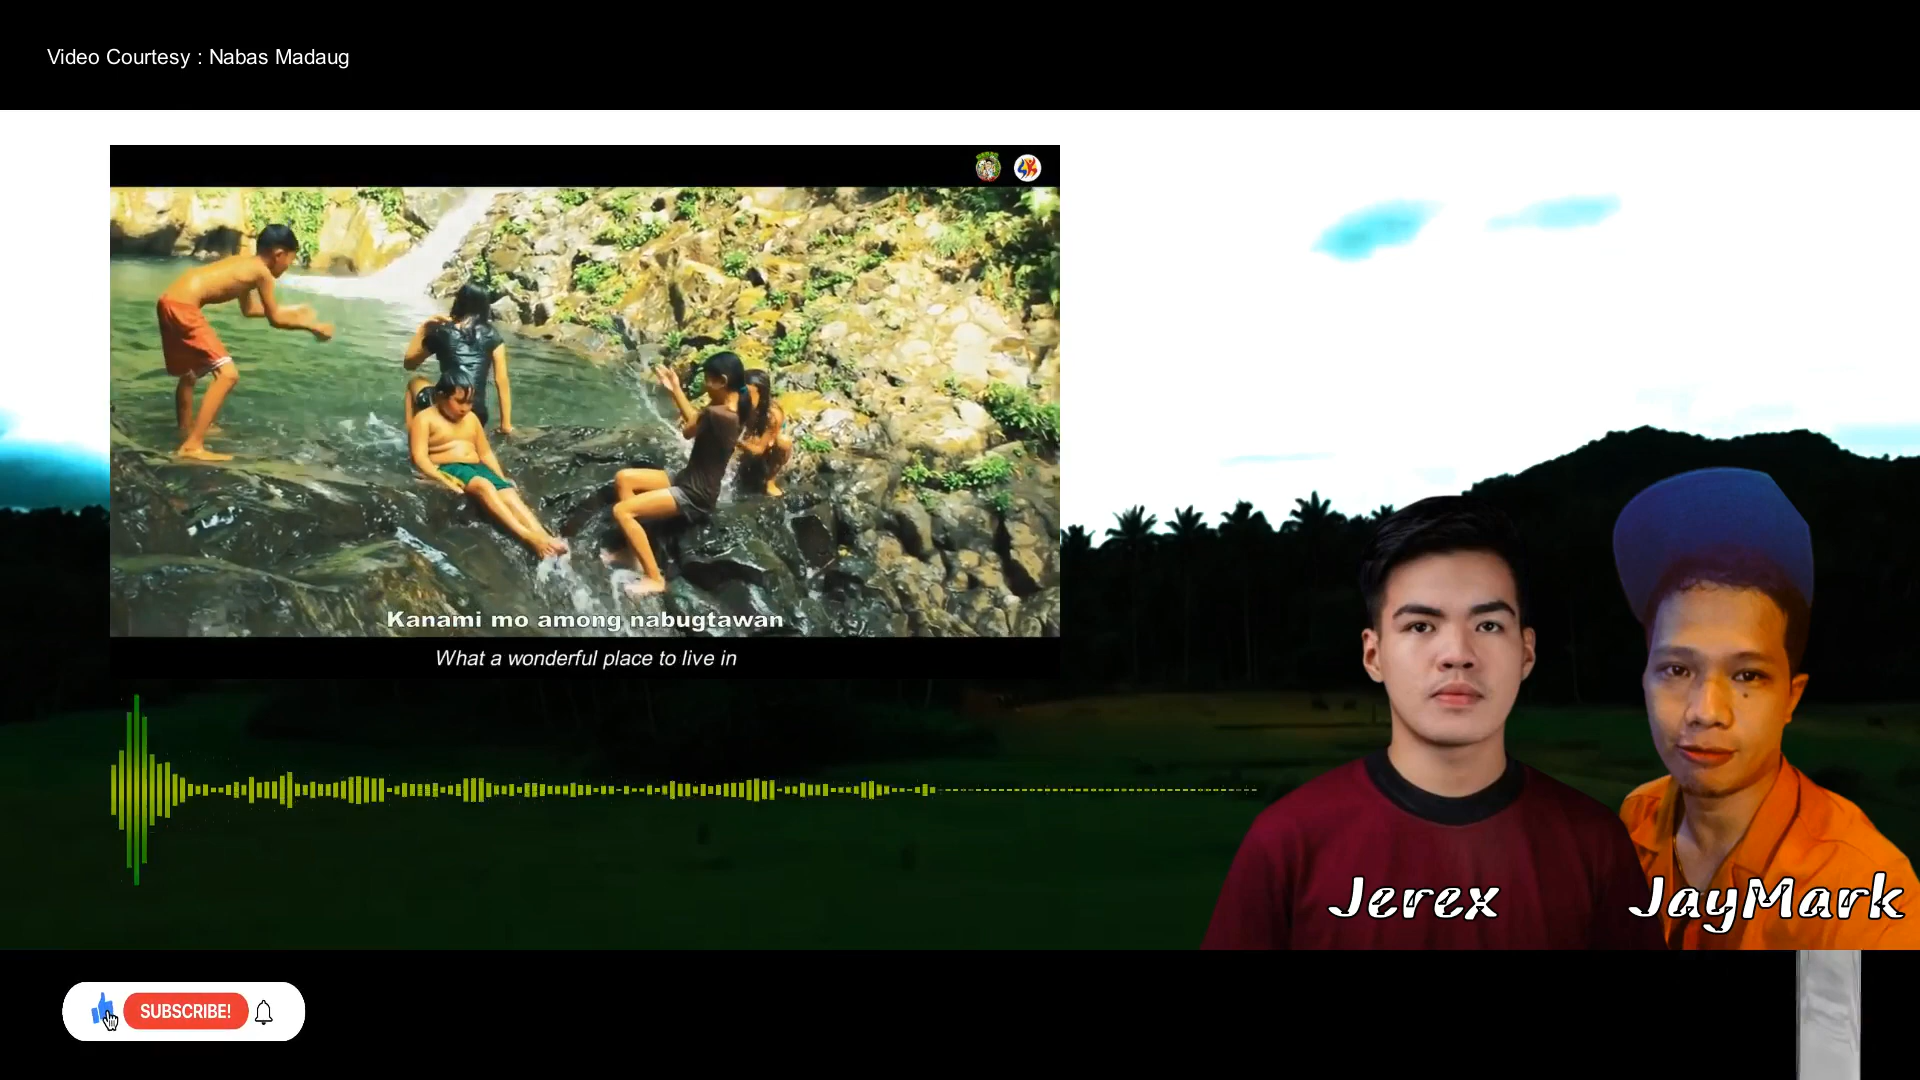 Video Courtesy : Nabas Madaug
Kanami mo among nabugtawan
What a wonderful place to live in
Jerex
JayMark
SUBSCRIBE!